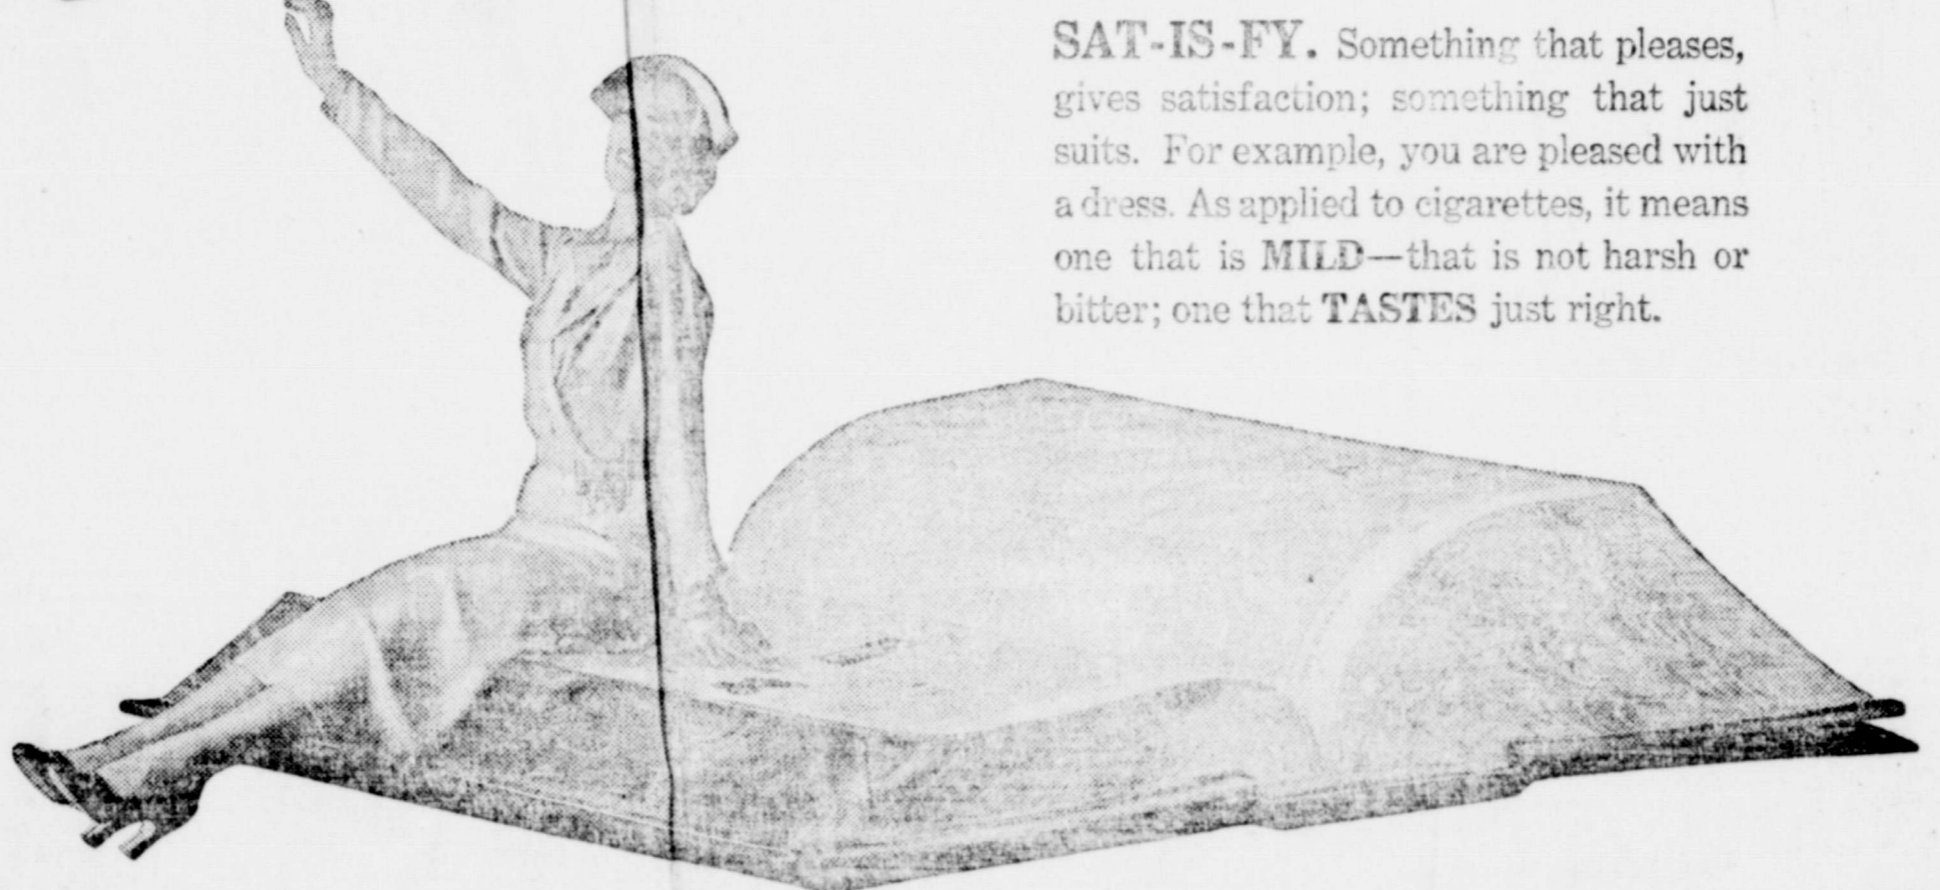 SAT-IS-FY. Something that pleases,
gives satisfaction; something that just
suits. For example, you are pleased with
a dress. As applied to cigarettes, it means
one that is MILD—that is not harsh or
bitter; one that TASTES just right.